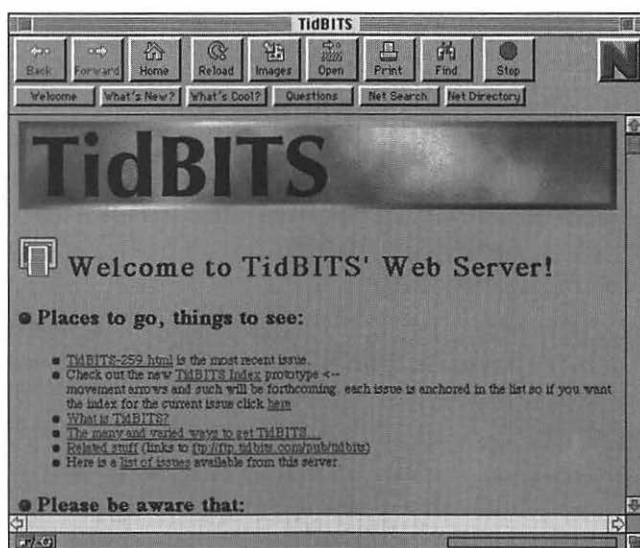 TidBITS
Back Forward Home Reload Images Open Print Find Stop
N
Welcome What's New? What's Cool? Questions Net Search Net Directory
TidBITS
Welcome to TidBITS' Web Server!
Places to go, things to see:
TidBITS-259.html is the most recent issue.
Check out the new TidBITS Index prototype <--
movement arrows and such will be forthcoming, each issue is anchored in the list so if you want
the index for the current issue click here
What is TidBITS?
The many and varied ways to get TidBITS...
Related stuff (links to ftp://ftp.tidbits.com/pub/tidbits)
Here is a list of issues available from this server.
Please be aware that: